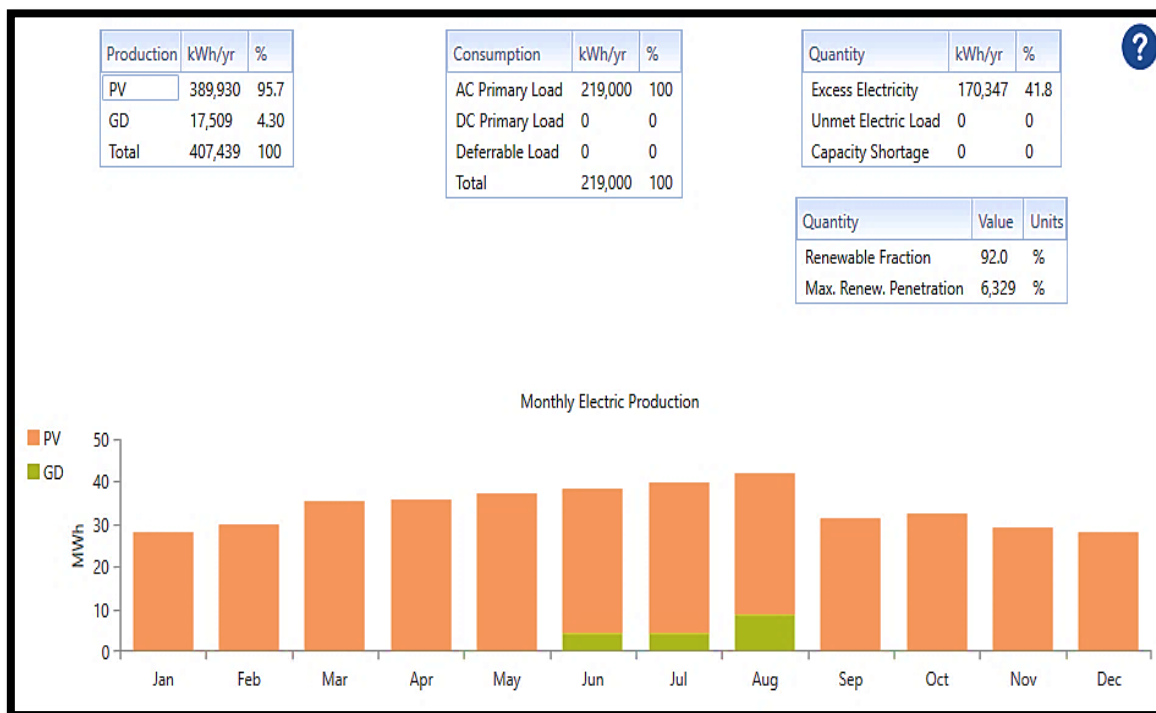 Production kWh/yr %
PV 389,930 95.7
GD 17,509 4.30
Total 407,439 100
Consumption kWh/yr %
AC Primary Load 219,000 100
DC Primary Load 0 0
Deferrable Load 0 0
Total 219,000 100
Quantity kWh/yr %
Excess Electricity 170,347 41.8
Unmet Electric Load 0 0
Capacity Shortage 0 0
?
Quantity Value Units
Renewable Fraction 92.0 %
Max. Renew. Penetration 6,329 %
Monthly Electric Production
PV
GD
MWh
50
40
30
20
10
0
Jan Feb Mar Apr May Jun Jul Aug Sep Oct Nov Dec